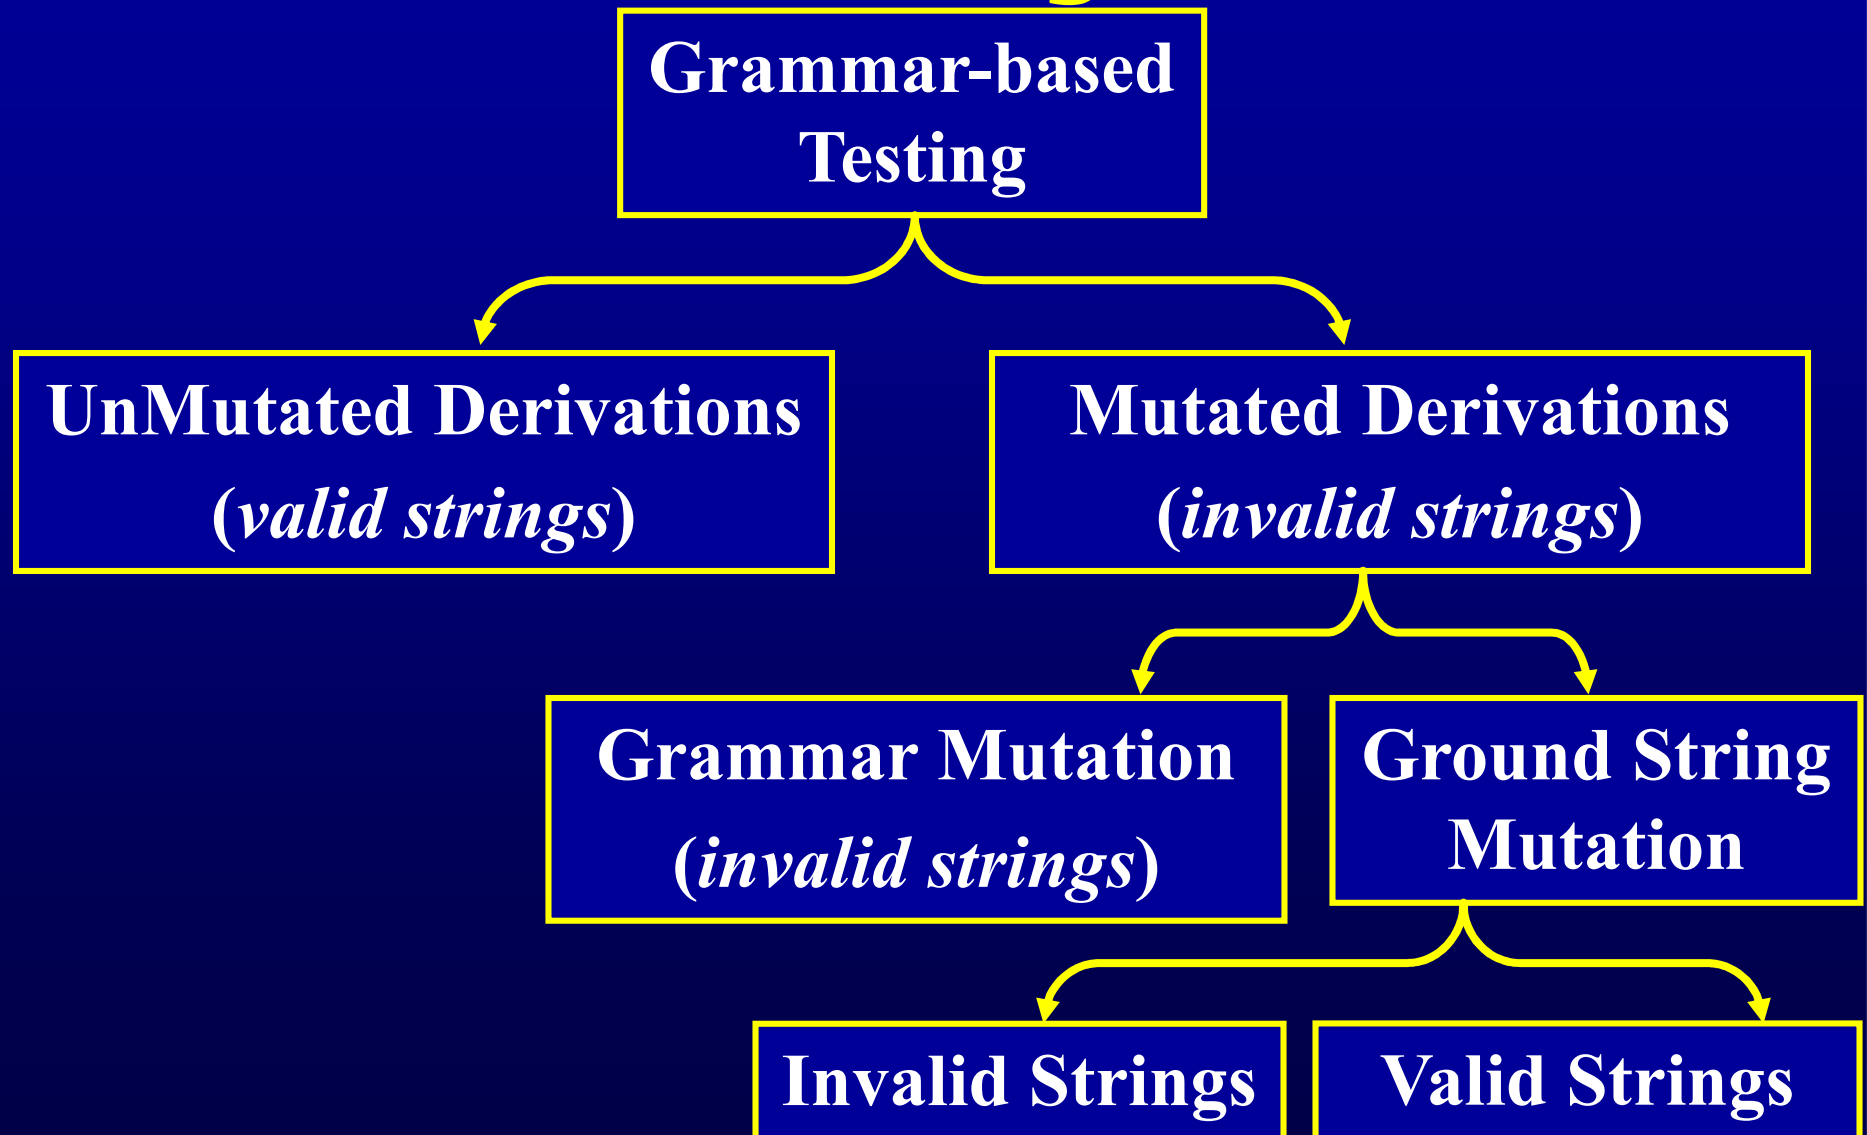 Grammar-based
Testing
UnMutated Derivations
(valid strings)
Mutated Derivations
(invalid strings)
Grammar Mutation
(invalid strings)
Ground String
Mutation
Invalid Strings
Valid Strings